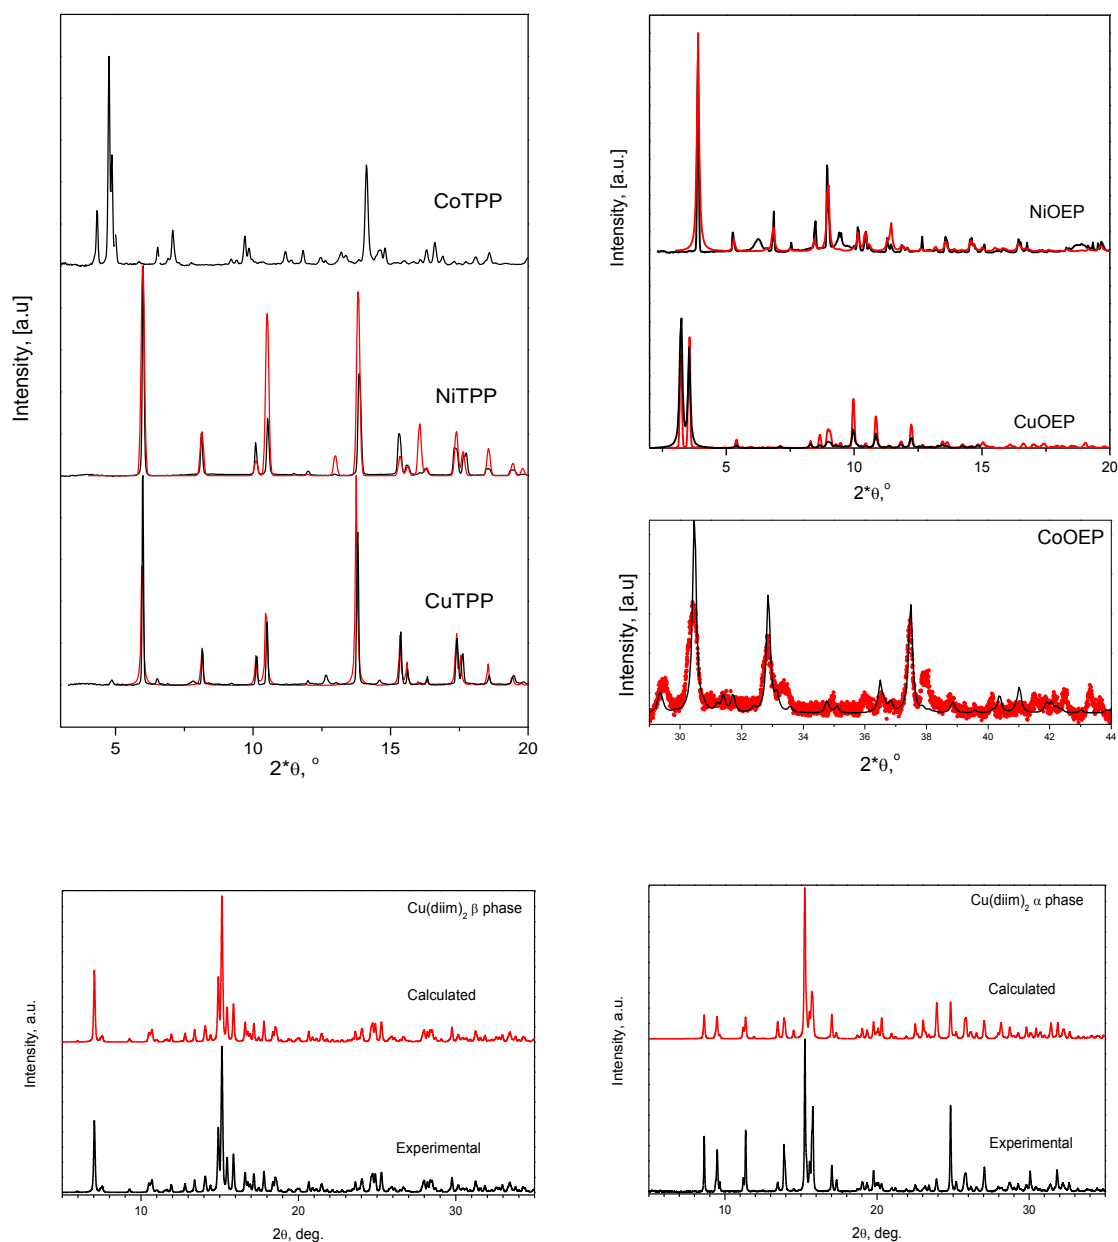 Intensity, [a.u]
CoTPP
NiTPP
CuTPP
5 10 15 20
2*θ, °
Intensity, [a.u.]
NiOEP
CuOEP
5 10 15 20
2*θ,°
Intensity, [a.u]
CoOEP
30 32 34 36 38 40 42 44
2*θ,°
Intensity, a.u.
Cu(diim)₂ β phase
Calculated
Experimental
10 20 30
2θ, deg.
Intensity, a.u.
Cu(diim)₂ α phase
Calculated
Experimental
10 20 30
2θ, deg.